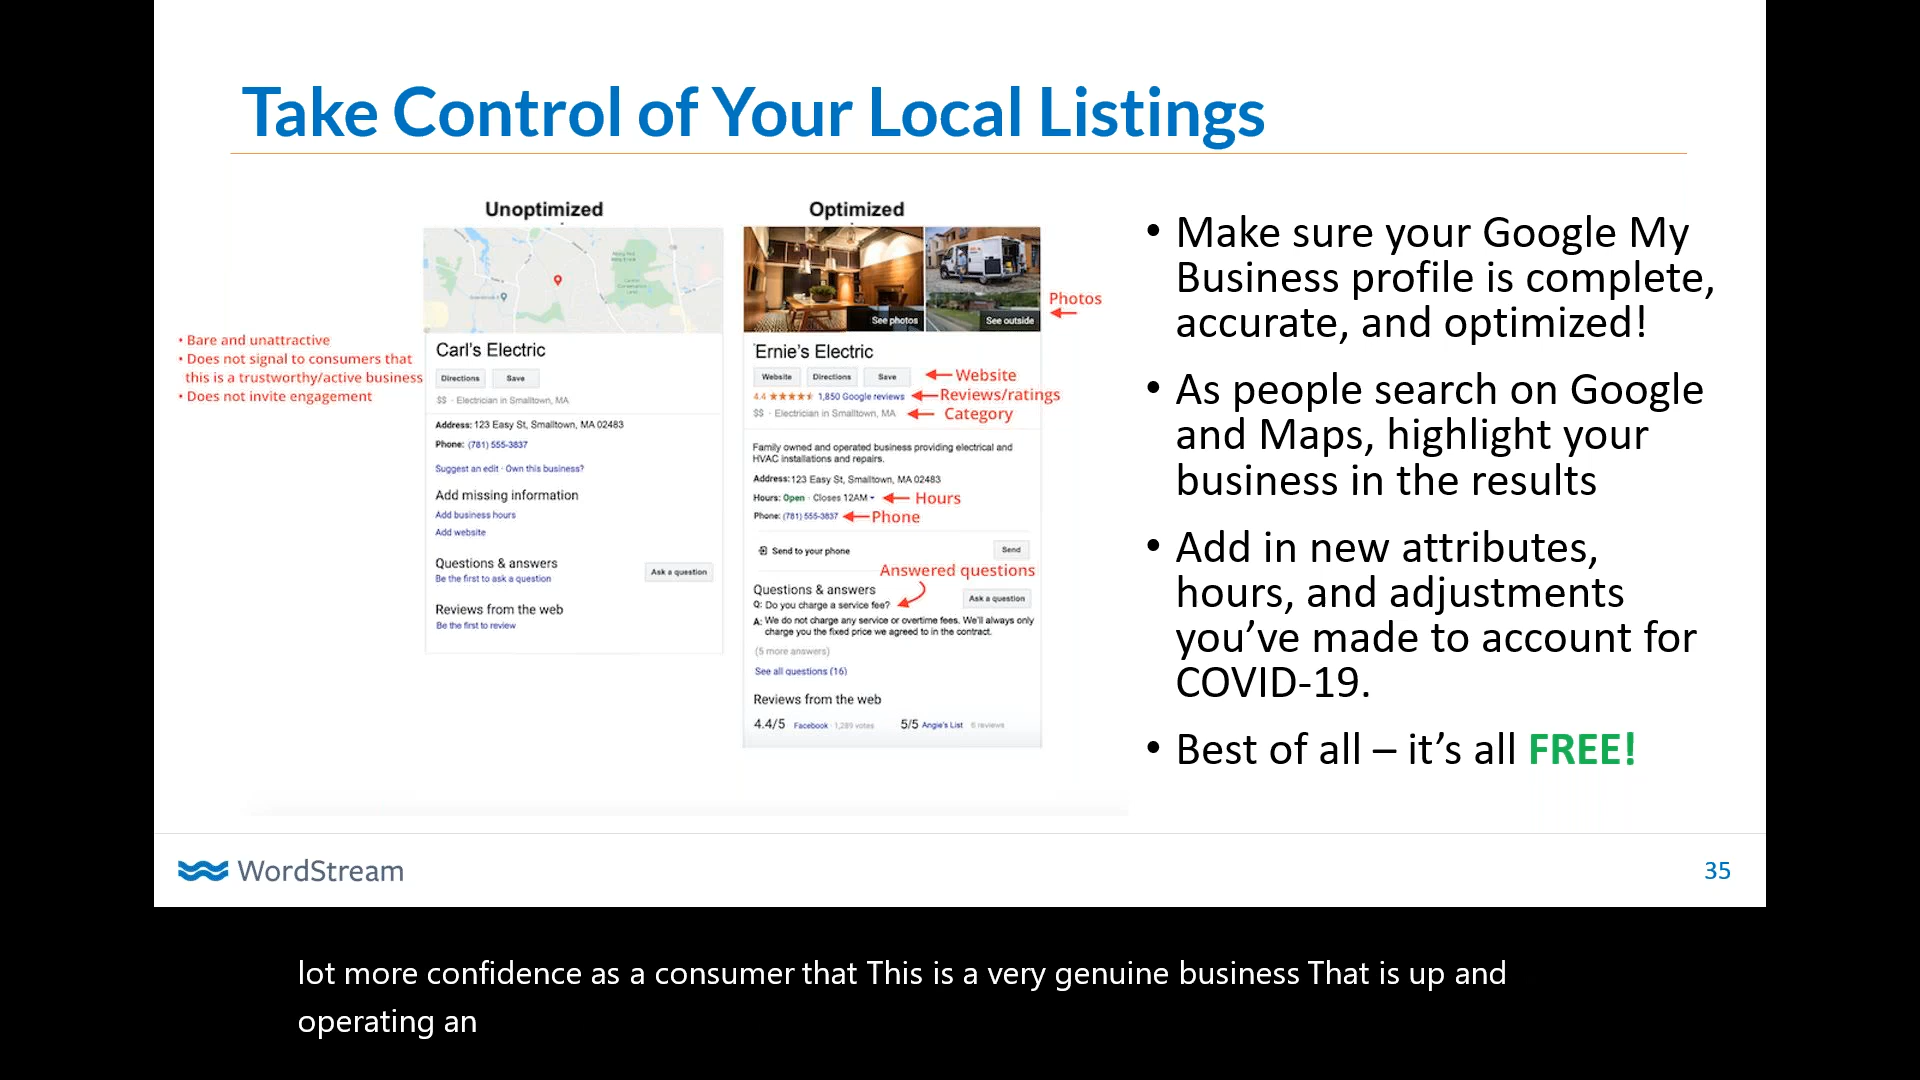 Take Control of Your Local Listings
Unoptimized
• Bare and unattractive
• Does not signal to consumers that
this is a trustworthy/active business
• Does not invite engagement
Carl's Electric
Directions
Save
$$ · Electrician in Smalltown, MA
Address: 123 Easy St, Smalltown, MA 02483
Phone: (781) 555-3837
Suggest an edit · Own this business?
Add missing information
Add business hours
Add website
Questions & answers
Be the first to ask a question
Ask a question
Reviews from the web
Be the first to review
Optimized
See photos
See outside
Photos
Ernie's Electric
Website
Directions
Save
Website
4.4 1,850 Google reviews
Reviews/ratings
$$ · Electrician in Smalltown, MA
Category
Family owned and operated business providing electrical and
HVAC installations and repairs.
Address: 123 Easy St, Smalltown, MA 02483
Hours: Open · Closes 12AM
Hours
Phone: (781) 555-3837
Phone
Send to your phone
Send
Answered questions
Questions & answers
Q: Do you charge a service fee?
Ask a question
A: We do not charge any service or overtime fees. We'll always only
charge you the fixed price we agreed to in the contract.
(5 more answers)
See all questions (16)
Reviews from the web
4.4/5 Facebook · 1,289 votes
5/5 Angie's List 6 reviews
• Make sure your Google My
Business profile is complete,
accurate, and optimized!
• As people search on Google
and Maps, highlight your
business in the results
• Add in new attributes,
hours, and adjustments
you've made to account for
COVID-19.
• Best of all – it's all FREE!
WordStream
35
lot more confidence as a consumer that This is a very genuine business That is up and
operating an